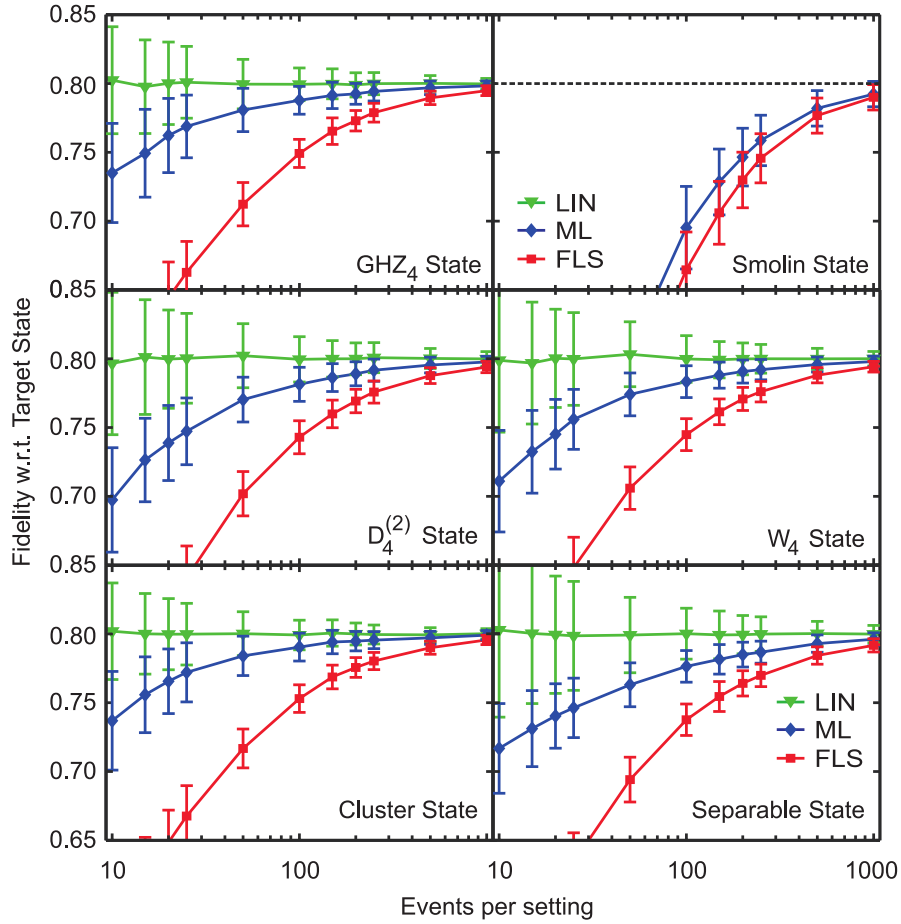 0.85
0.80
0.75
0.70
0.85
LIN
ML
FLS
GHZ4 State
Smolin State
0.80
0.75
0.70
0.85
D4(2) State
W4 State
0.80
0.75
0.70
0.65
LIN
ML
FLS
Cluster State
Separable State
10
100
10
100
1000
Events per setting
Fidelity w.r.t. Target State